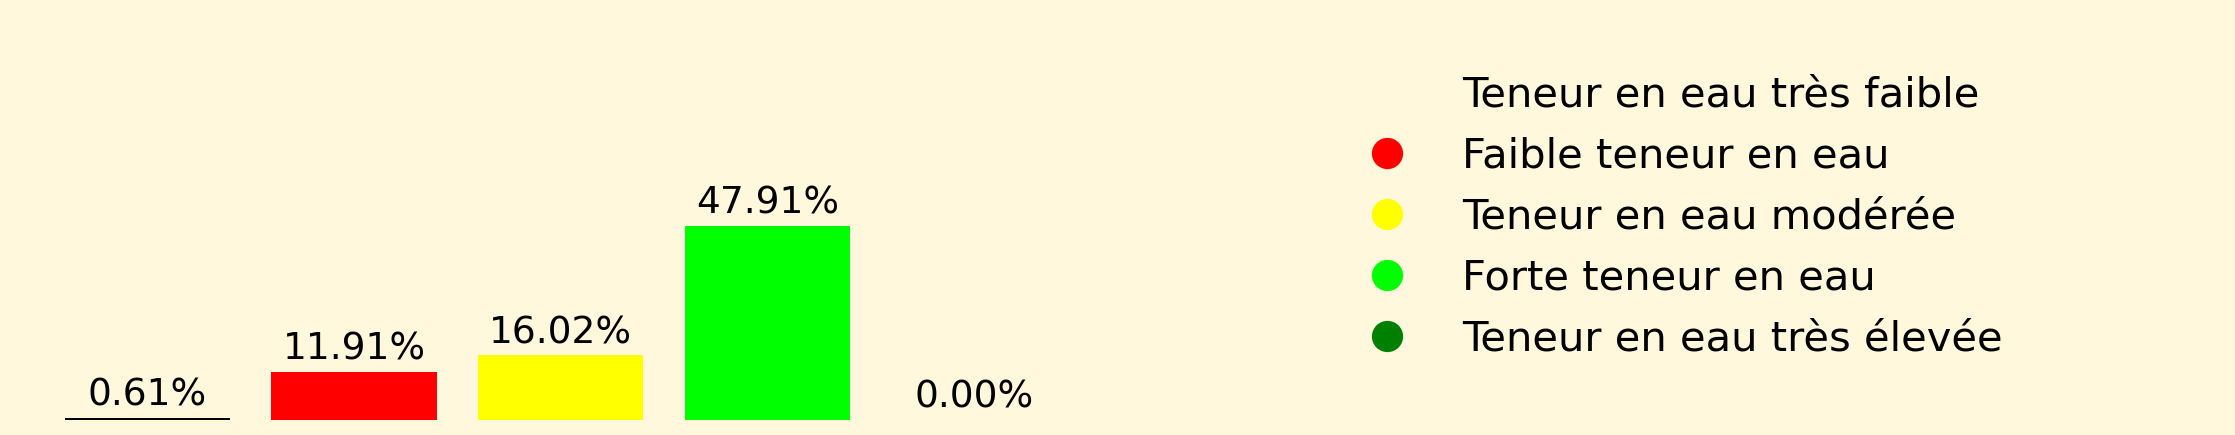 0.61%
11.91%
16.02%
47.91%
0.00%
Teneur en eau très faible
Faible teneur en eau
Teneur en eau modérée
Forte teneur en eau
Teneur en eau très élevée